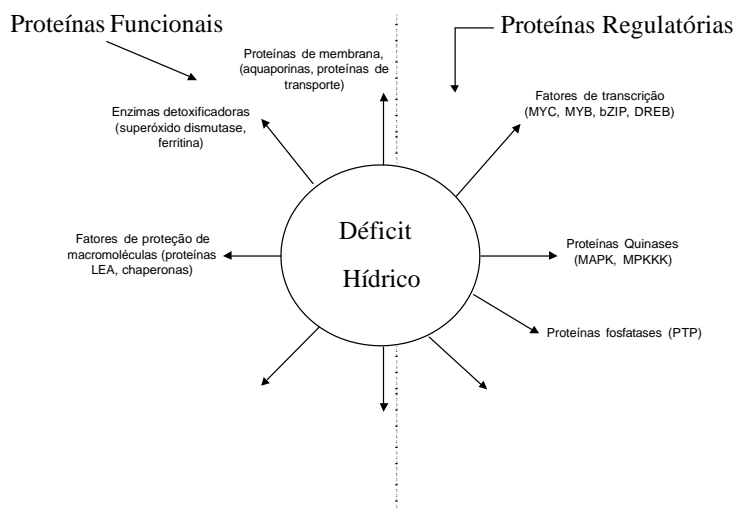 Proteínas Funcionais
Proteínas Regulatórias
Proteínas de membrana,
(aquaporinas, proteínas de
transporte)
Fatores de transcrição
(MYC, MYB, bZIP, DREB)
Enzimas detoxificadoras
(superóxido dismutase,
ferritina)
Déficit
Hídrico
Fatores de proteção de
macromoléculas (proteínas
LEA, chaperonas)
Proteínas Quinases
(MAPK, MPKKK)
Proteínas fosfatases (PTP)